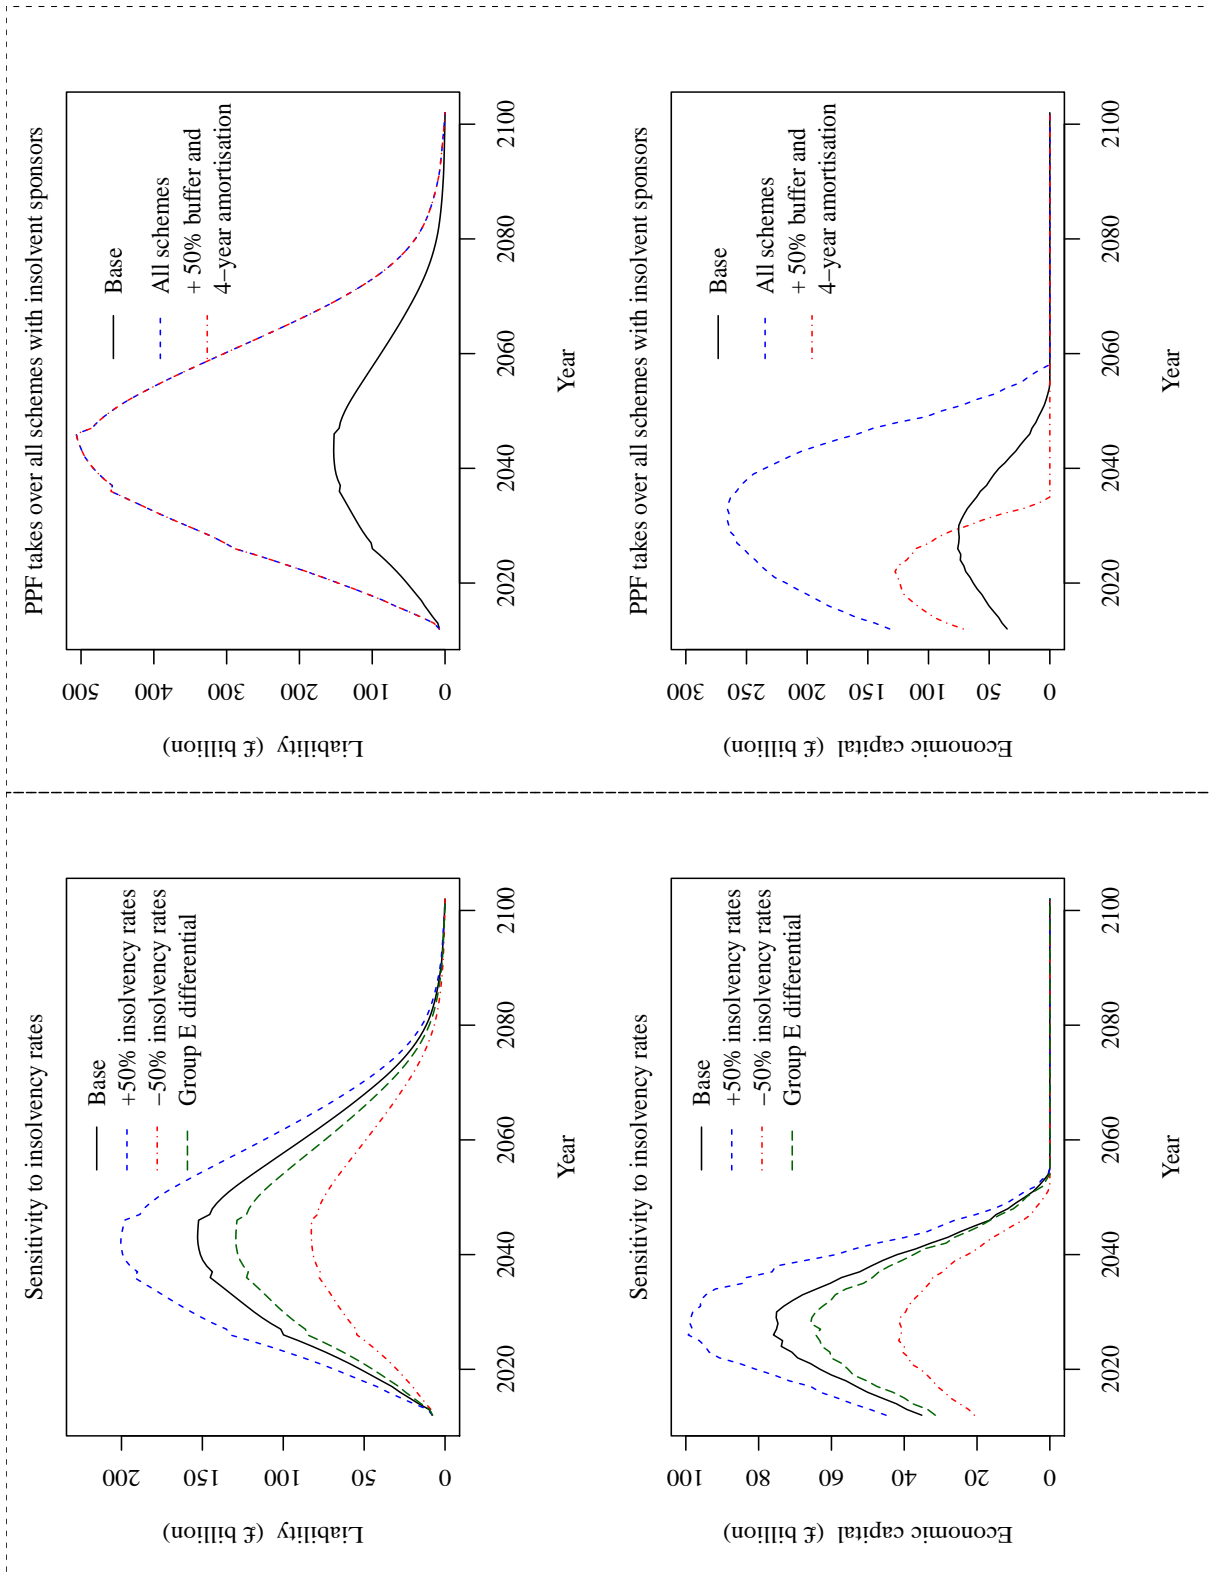 Sensitivity to insolvency rates
Liability (£ billion)
200
150
100
50
0
Base
+50% insolvency rates
−50% insolvency rates
Group E differential
2020
2040
2060
2080
2100
Year
PPF takes over all schemes with insolvent sponsors
Liability (£ billion)
500
400
300
200
100
0
Base
All schemes
+ 50% buffer and
4−year amortisation
2020
2040
2060
2080
2100
Year
Sensitivity to insolvency rates
Economic capital (£ billion)
100
80
60
40
20
0
Base
+50% insolvency rates
−50% insolvency rates
Group E differential
2020
2040
2060
2080
2100
Year
PPF takes over all schemes with insolvent sponsors
Economic capital (£ billion)
300
250
200
150
100
50
0
Base
All schemes
+ 50% buffer and
4−year amortisation
2020
2040
2060
2080
2100
Year